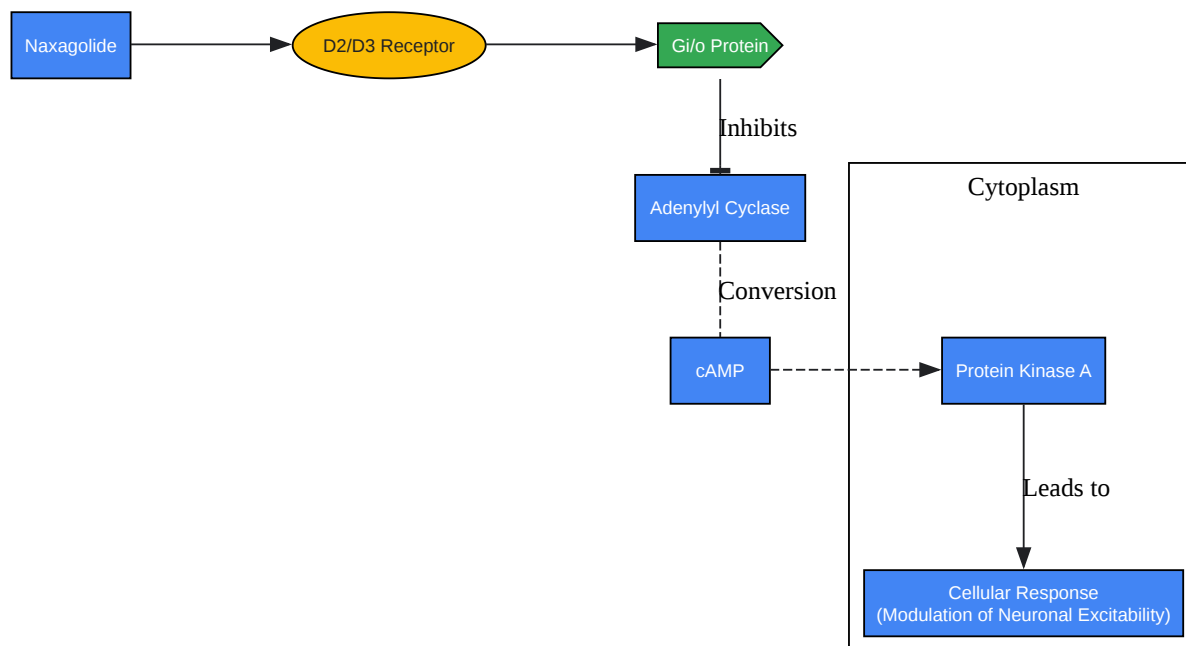 Naxagolide
D2/D3 Receptor
Gi/o Protein
Inhibits
Adenylyl Cyclase
Cytoplasm
Conversion
cAMP
Protein Kinase A
Leads to
Cellular Response
(Modulation of Neuronal Excitability)